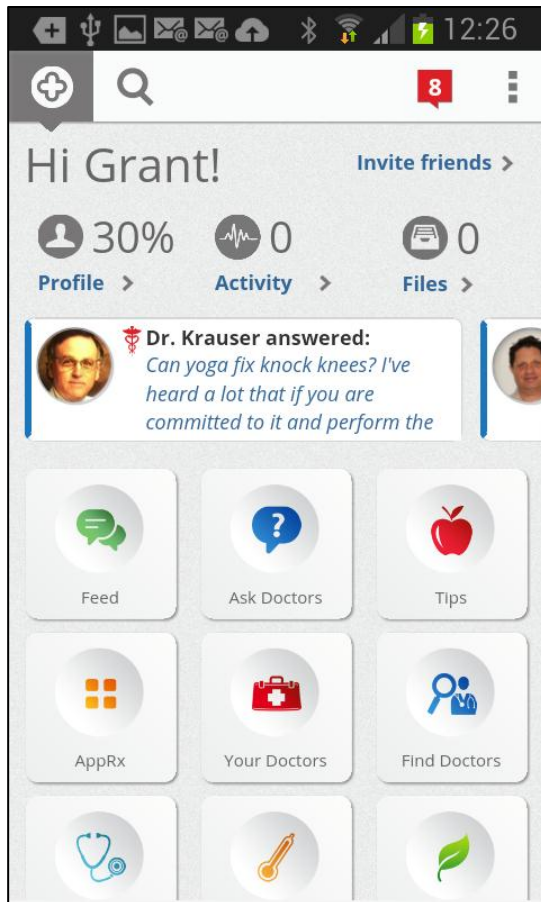 12:26
8
Hi Grant!
Invite friends >
30%
0
0
Profile >
Activity >
Files >
Dr. Krauser answered:
Can yoga fix knock knees? I've
heard a lot that if you are
committed to it and perform the
Feed
Ask Doctors
Tips
AppRx
Your Doctors
Find Doctors